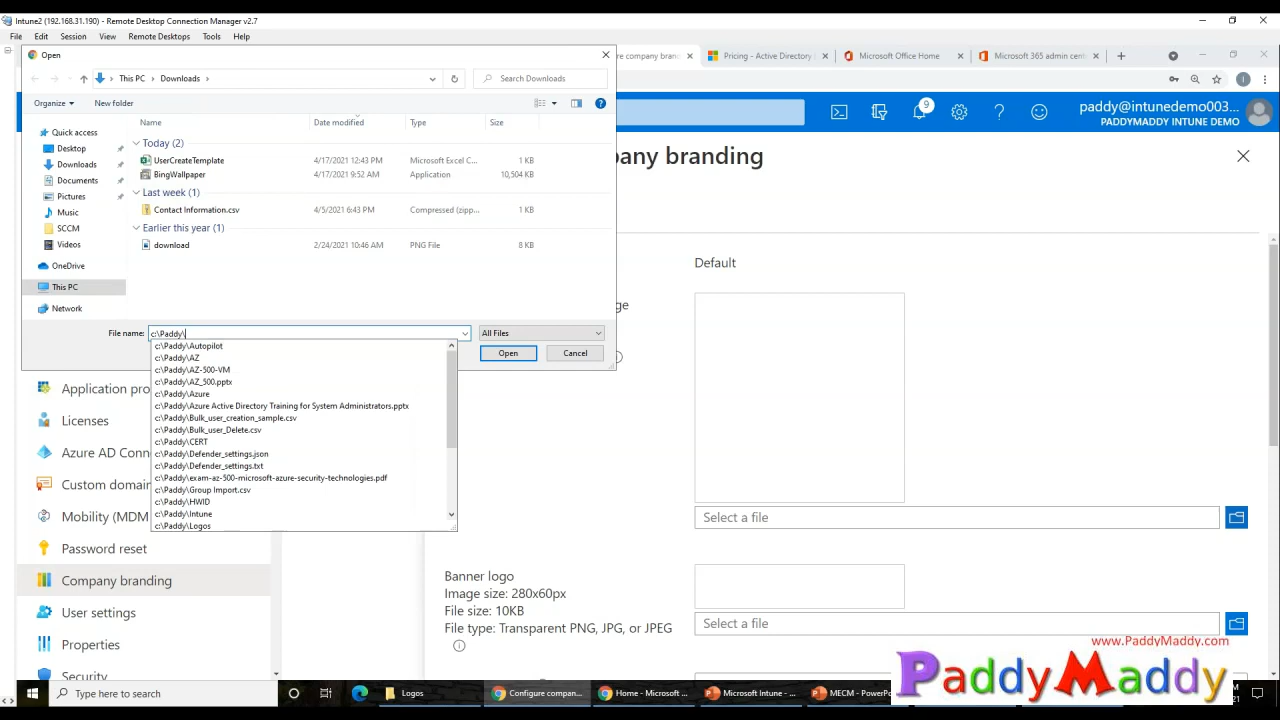 Intune2 (192.168.31.190) - Remote Desktop Connection Manager v2.7
File Edit Session View Remote Desktops Tools Help
Open
re company branding
Pricing - Active Directory
Microsoft Office Home
Microsoft 365 admin cent
This PC > Downloads >
Search Downloads
Organize New folder
9
paddy@intunedemo003...
PADDYMADDY INTUNE DEMO
Name Date modified Type Size
Quick access
Desktop
Downloads
Documents
Pictures
Music
SCCM
Videos
OneDrive
This PC
Network
Today (2)
UserCreateTemplate 4/17/2021 12:43 PM Microsoft Excel C... 1 KB
BingWallpaper 4/17/2021 9:52 AM Application 10,504 KB
Last week (1)
Contact Information.csv 4/5/2021 6:43 PM Compressed (zipp... 1 KB
Earlier this year (1)
download 2/24/2021 10:46 AM PNG File 8 KB
File name: c:\Paddy\
All Files
Open Cancel
c:\Paddy\Autopilot
c:\Paddy\AZ
c:\Paddy\AZ-500-VM
c:\Paddy\AZ_500.pptx
c:\Paddy\Azure
c:\Paddy\Azure Active Directory Training for System Administrators.pptx
c:\Paddy\Bulk_user_creation_sample.csv
c:\Paddy\Bulk_user_Delete.csv
c:\Paddy\CERT
c:\Paddy\Defender_settings.json
c:\Paddy\Defender_settings.txt
c:\Paddy\exam-az-500-microsoft-azure-security-technologies.pdf
c:\Paddy\Group Import.csv
c:\Paddy\HWID
c:\Paddy\Intune
c:\Paddy\Logos
Application pro
Licenses
Azure AD Conn
Custom domain
Mobility (MDM
Password reset
Company branding
User settings
Properties
Security
pany branding
Default
ge
Select a file
Banner logo
Image size: 280x60px
File size: 10KB
File type: Transparent PNG, JPG, or JPEG
Select a file
www.PaddyMaddy.com
PaddyMaddy
Type here to search
Logos
Configure compan...
Home - Microsoft ...
Microsoft Intune - ...
MECM - PowerPo